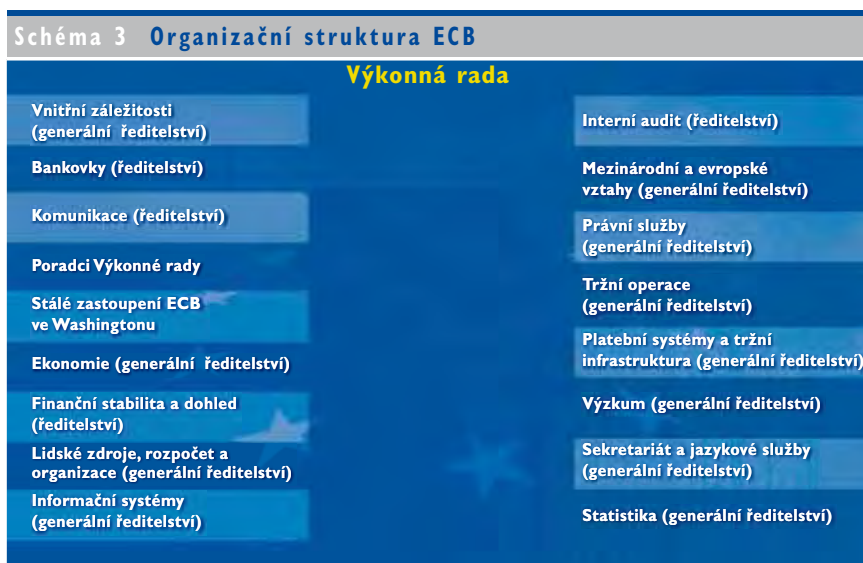 Schéma 3 Organizační struktura ECB
Výkonná rada
Vnitřní záležitosti
(generální ředitelství)
Bankovky (ředitelství)
Komunikace (ředitelství)
Poradci Výkonné rady
Stálé zastoupení ECB
ve Washingtonu
Ekonomie (generální ředitelství)
Finanční stabilita a dohled
(ředitelství)
Lidské zdroje, rozpočet a
organizace (generální ředitelství)
Informační systémy
(generální ředitelství)
Interní audit (ředitelství)
Mezinárodní a evropské
vztahy (generální ředitelství)
Právní služby
(generální ředitelství)
Tržní operace
(generální ředitelství)
Platební systémy a tržní
infrastruktura (generální ředitelství)
Výzkum (generální ředitelství)
Sekretariát a jazykové služby
(generální ředitelství)
Statistika (generální ředitelství)